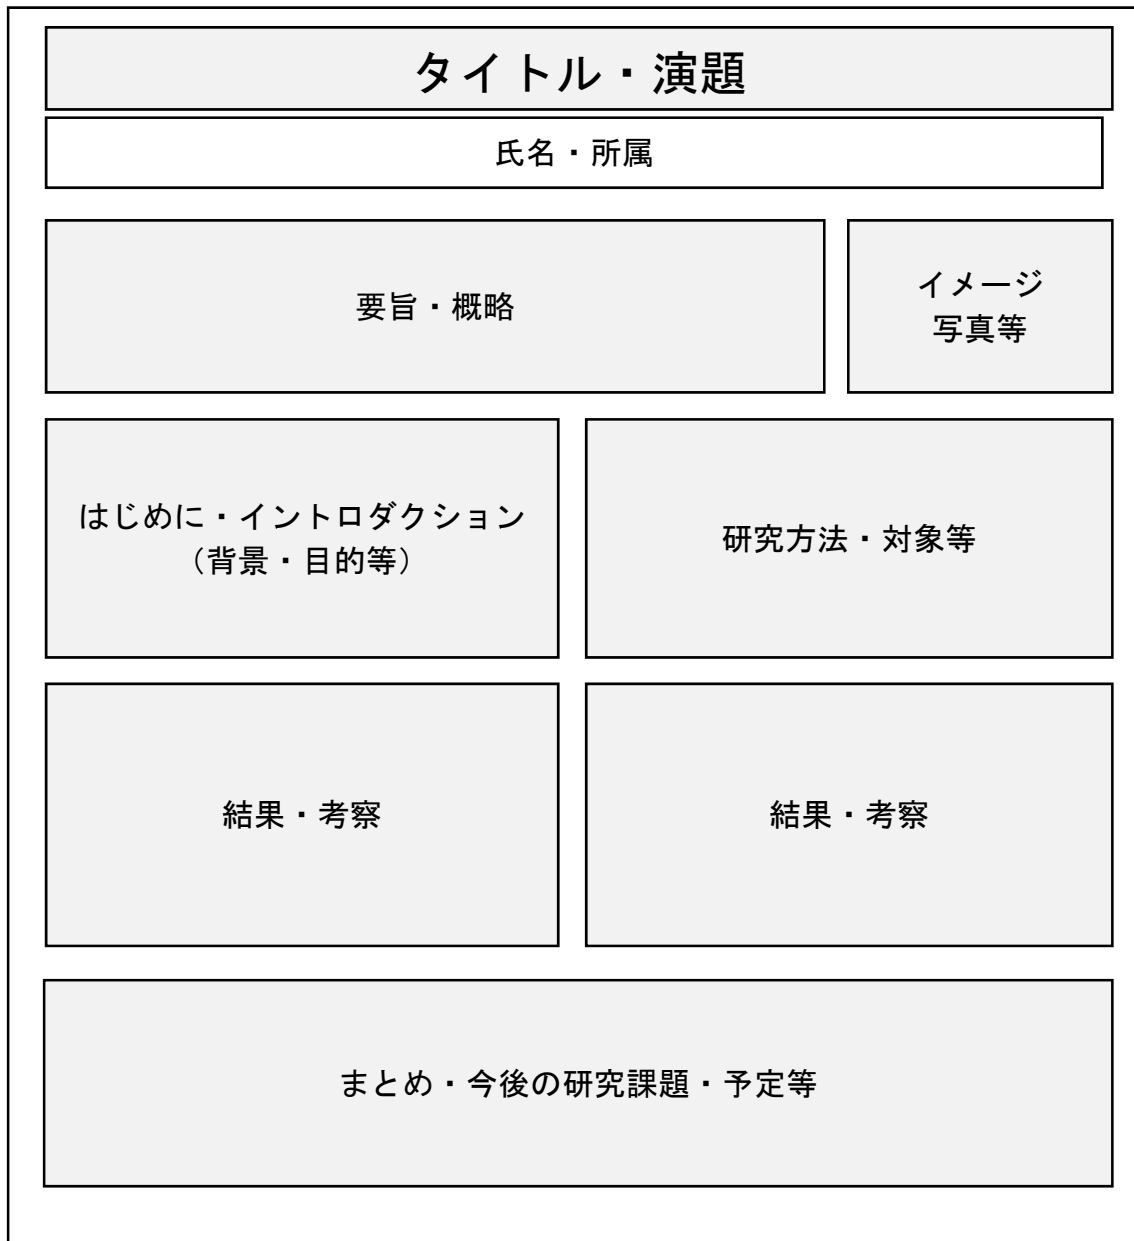 タイトル・演題
氏名・所属
要旨・概略
イメージ
写真等
はじめに・イントロダクション
（背景・目的等）
研究方法・対象等
結果・考察
結果・考察
まとめ・今後の研究課題・予定等